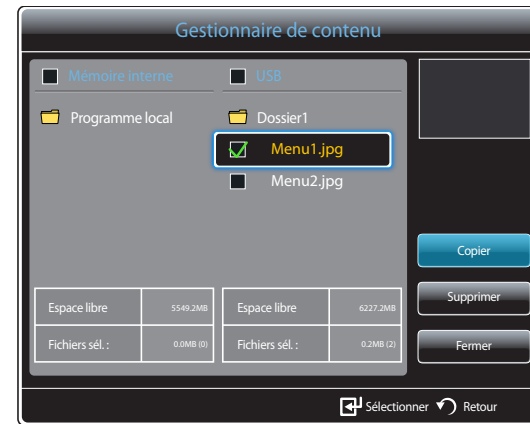 Gestionnaire de contenu
Mémoire interne
USB
Programme local
Dossier1
Menu1.jpg
Menu2.jpg
Copier
Supprimer
Fermer
Espace libre 5549.2MB
Espace libre 6227.2MB
Fichiers sél. : 0.0MB (0)
Fichiers sél. : 0.2MB (2)
Sélectionner Retour